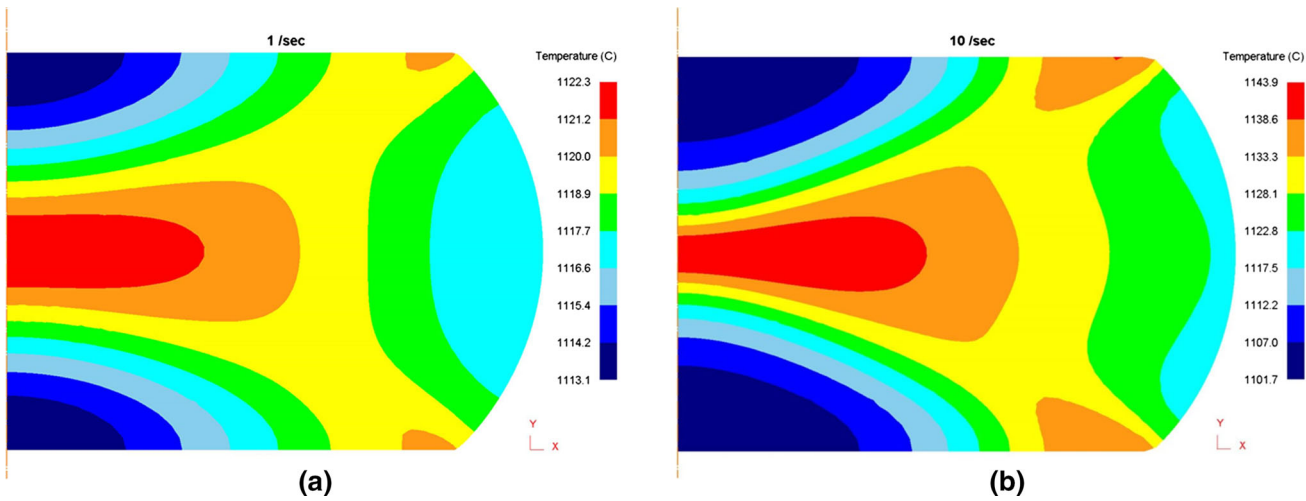 1 /sec
Temperature (C)
1122.3
1121.2
1120.0
1118.9
1117.7
1116.6
1115.4
1114.2
1113.1
Y
X
(a)
10 /sec
Temperature (C)
1143.9
1138.6
1133.3
1128.1
1122.8
1117.5
1112.2
1107.0
1101.7
Y
X
(b)